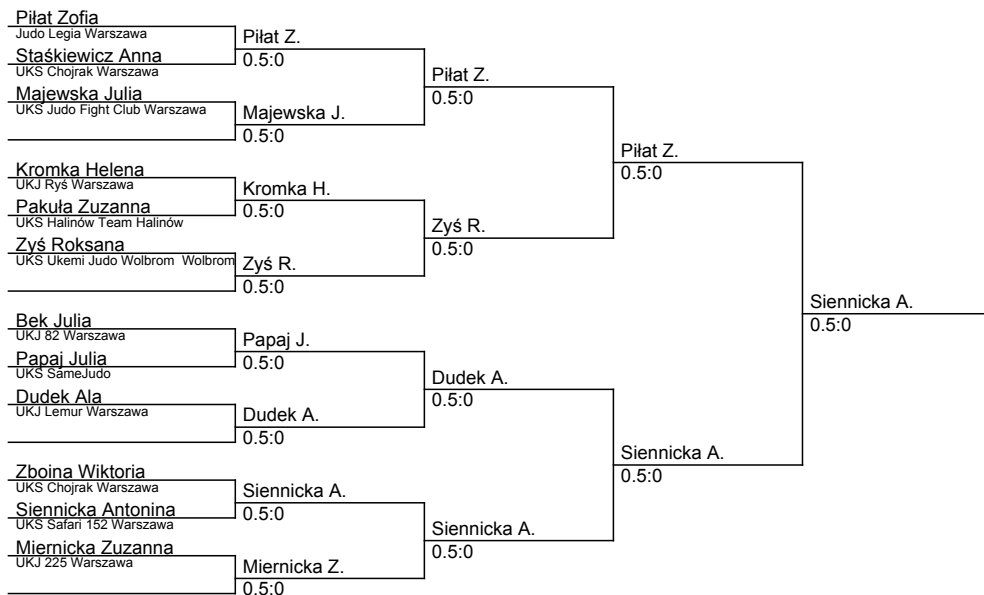 Piłat Zofia
Judo Legia Warszawa
Staśkiewicz Anna
UKS Chojrak Warszawa
Majewska Julia
UKS Judo Fight Club Warszawa
Kromka Helena
UKJ Ryś Warszawa
Pakuła Zuzanna
UKS Halinów Team Halinów
Zyś Roksana
UKS Ukemi Judo Wolbrom  Wolbrom
Bek Julia
UKJ 82 Warszawa
Papaj Julia
UKS SameJudo
Dudek Ala
UKJ Lemur Warszawa
Zboina Wiktoria
UKS Chojrak Warszawa
Siennicka Antonina
UKS Safari 152 Warszawa
Miernicka Zuzanna
UKJ 225 Warszawa
Piłat Z.
0.5:0
Majewska J.
0.5:0
Kromka H.
0.5:0
Zyś R.
0.5:0
Papaj J.
0.5:0
Dudek A.
0.5:0
Siennicka A.
0.5:0
Miernicka Z.
0.5:0
Piłat Z.
0.5:0
Zyś R.
0.5:0
Dudek A.
0.5:0
Siennicka A.
0.5:0
Piłat Z.
0.5:0
Siennicka A.
0.5:0
Siennicka A.
0.5:0